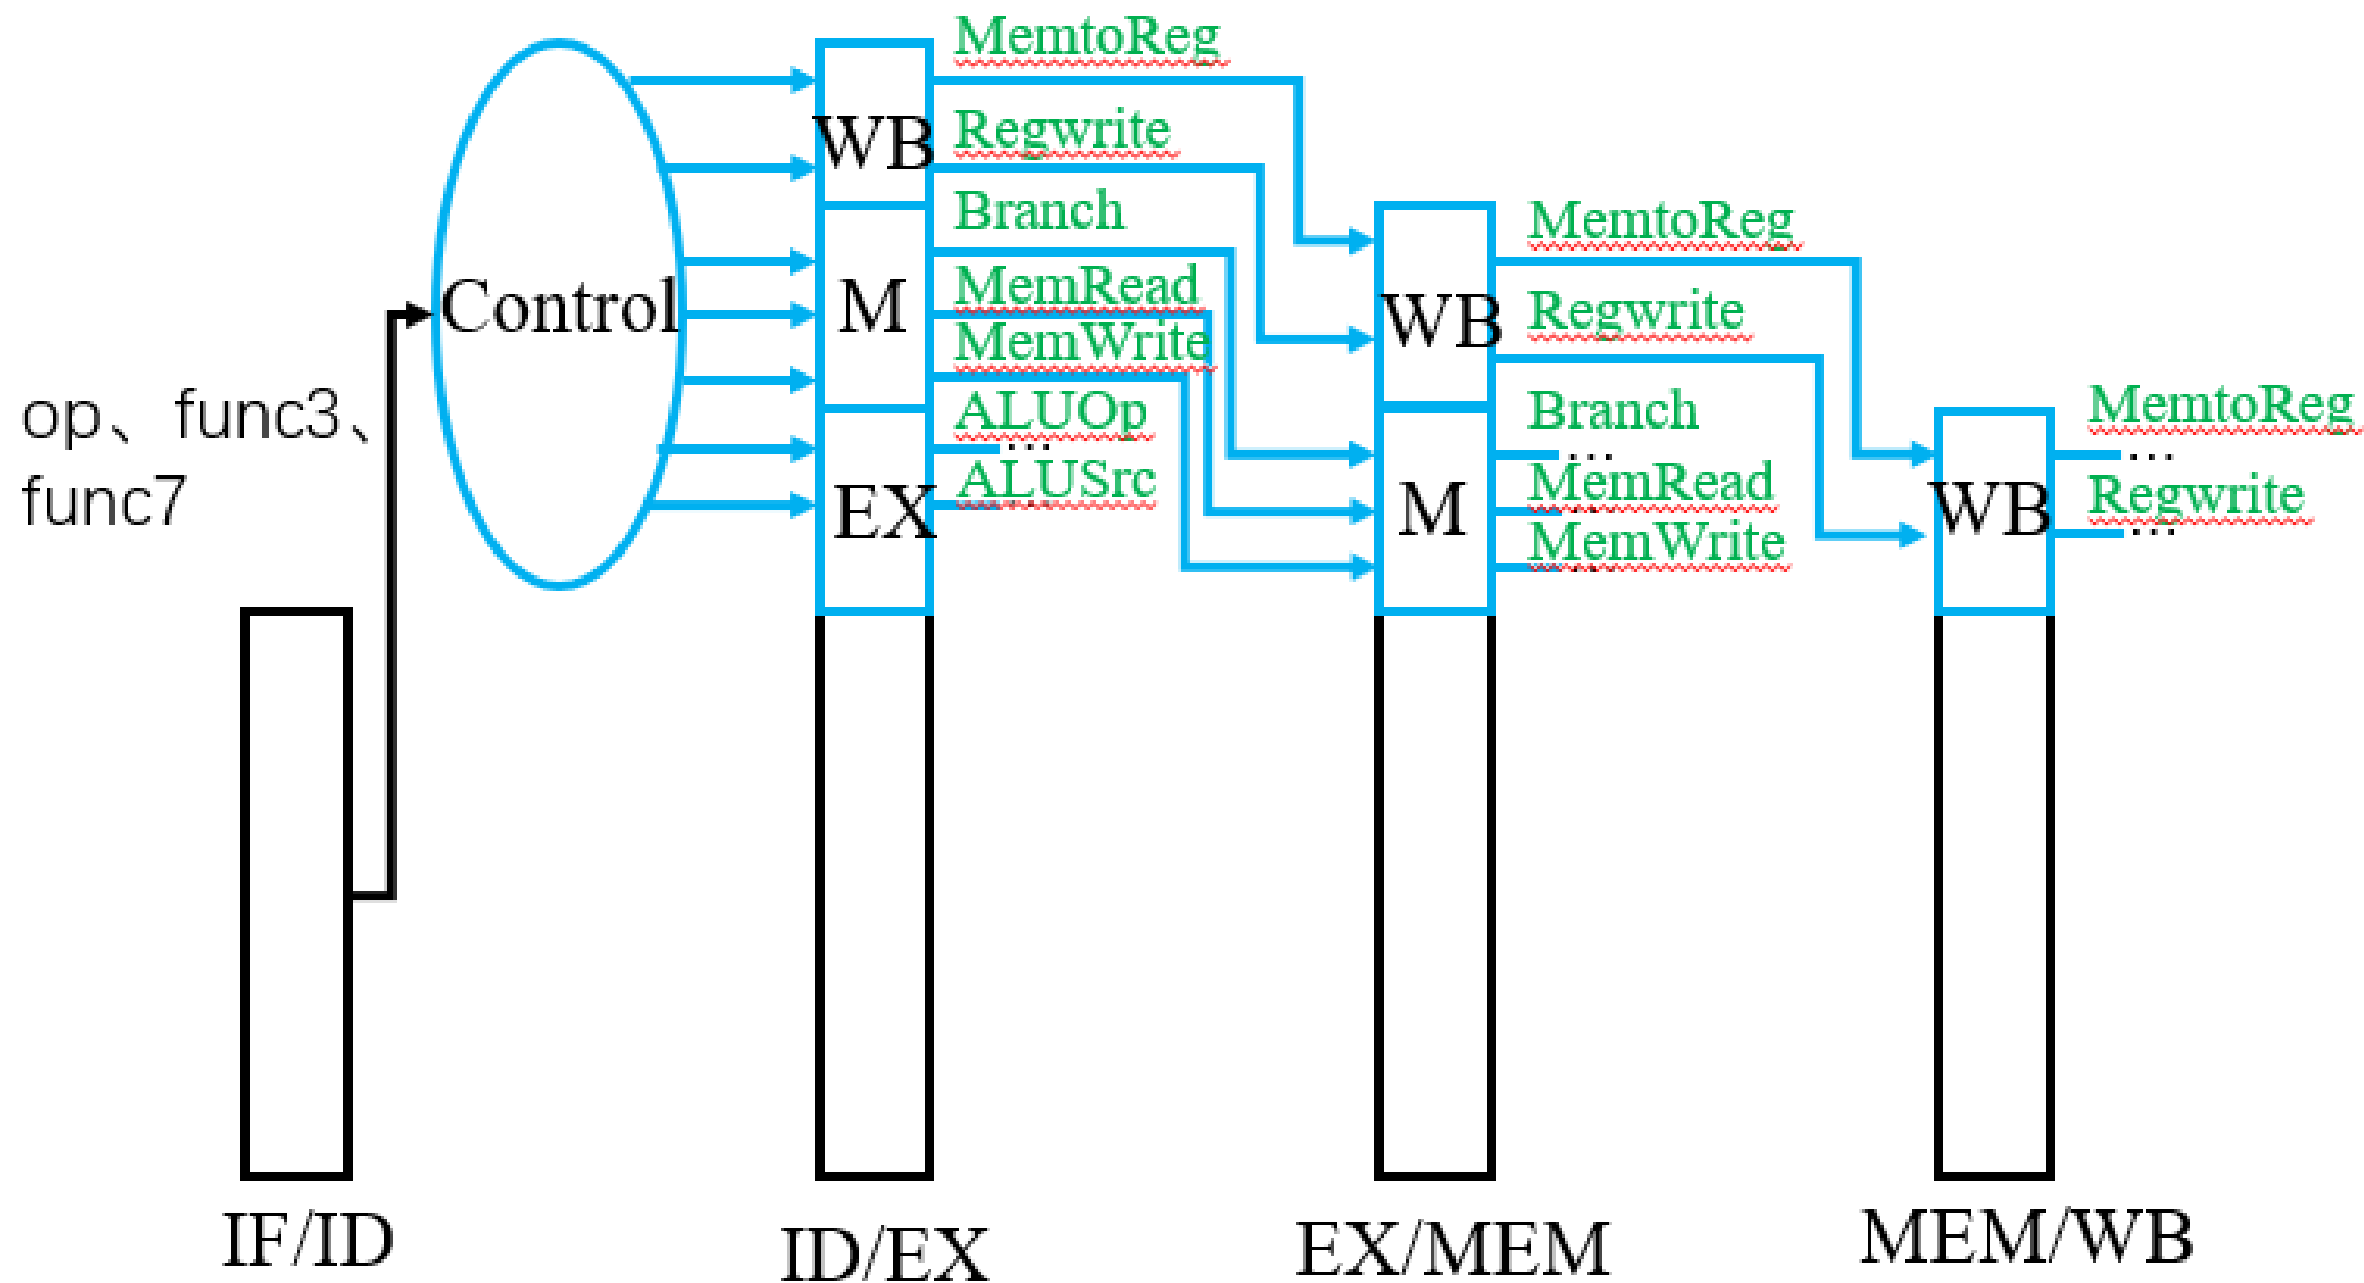 MemtoReg
WB
Regwrite
Branch
M
MemRead
MemWrite
ALUOp
...
EX
ALUSrc
Control
op、func3、
func7
MemtoReg
WB
Regwrite
Branch
...
M
MemRead
MemWrite
MemtoReg
...
WB
Regwrite
...
IF/ID
ID/EX
EX/MEM
MEM/WB